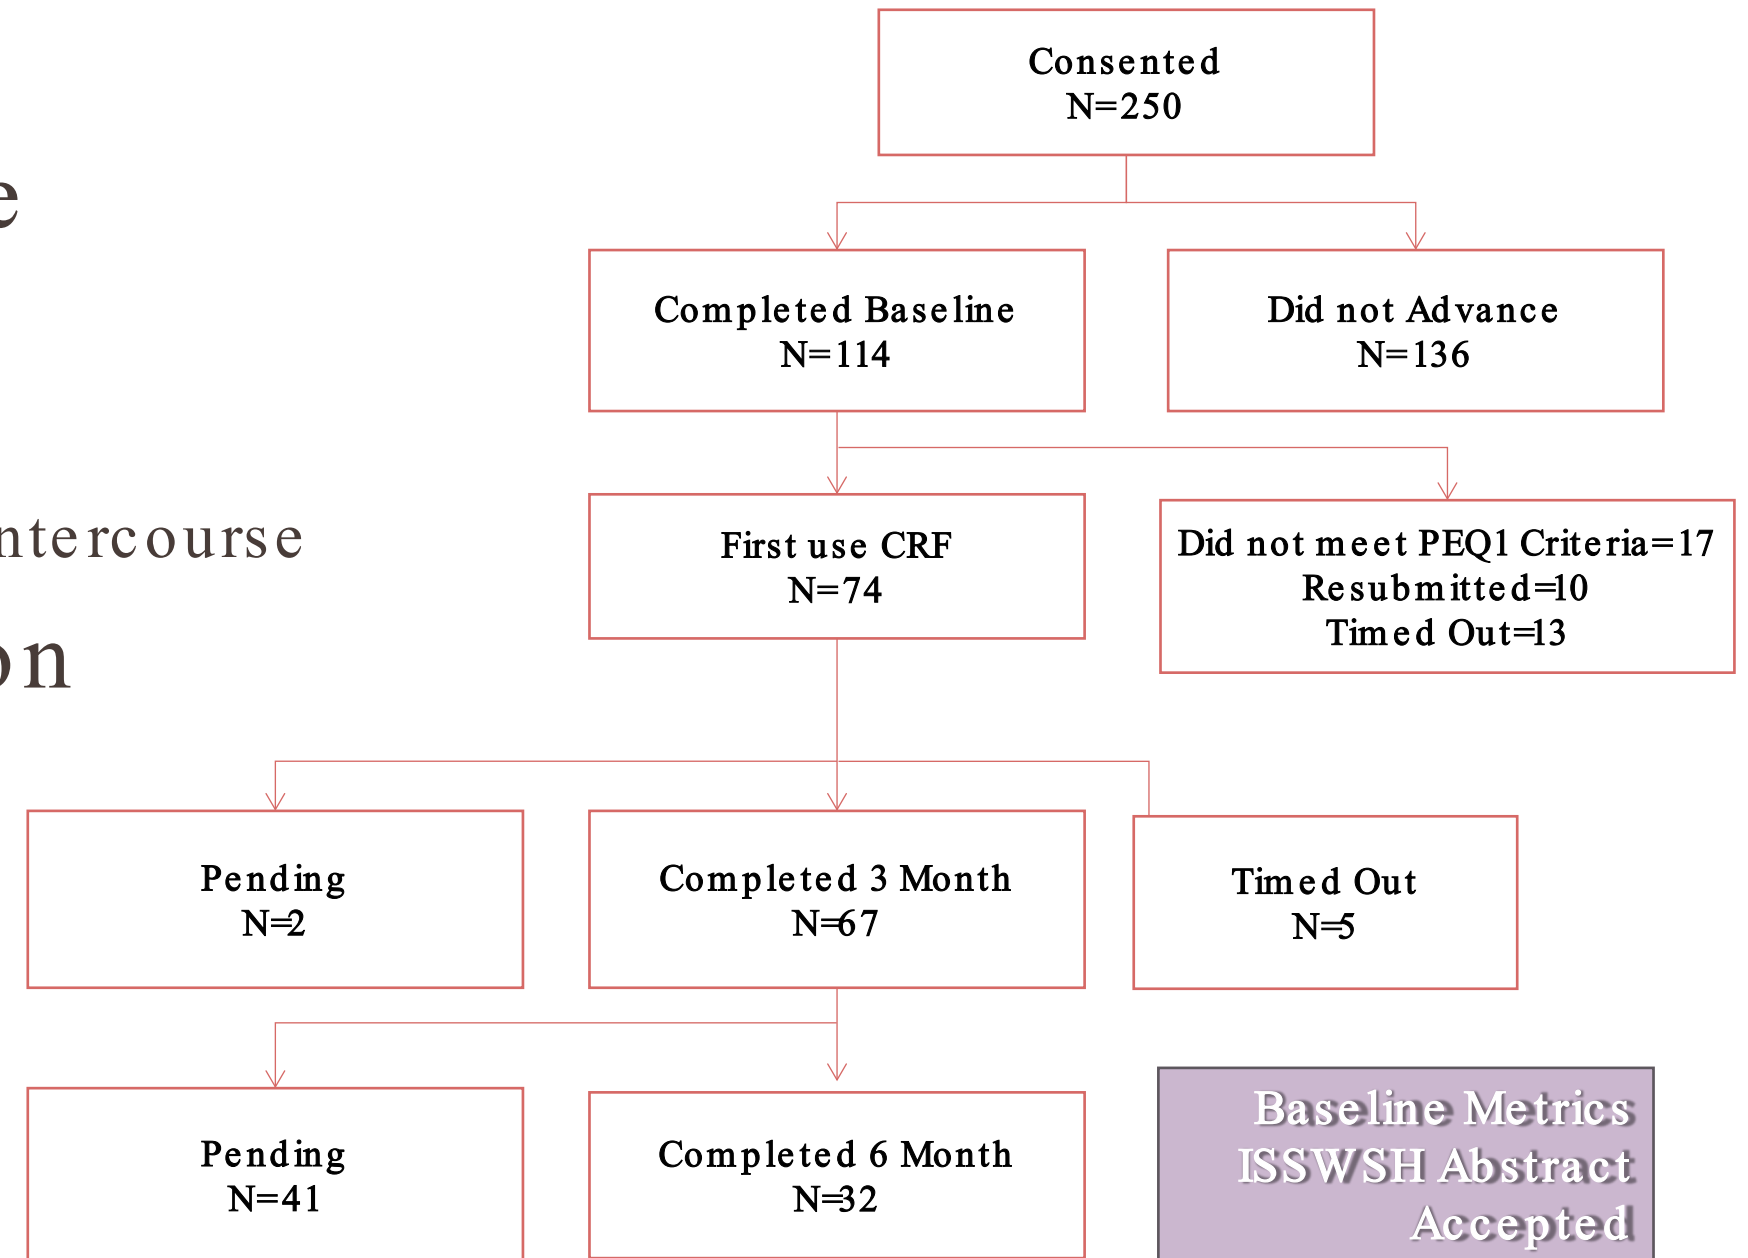 Consented
N=250
e
Completed Baseline
N=114
Did not Advance
N=136
ntercourse
on
First use CRF
N=74
Did not meet PEQ1 Criteria=17
Resubmitted=10
Timed Out=13
Pending
N=2
Completed 3 Month
N=67
Timed Out
N=5
Pending
N=41
Completed 6 Month
N=32
Baseline Metrics
ISSWSH Abstract
Accepted